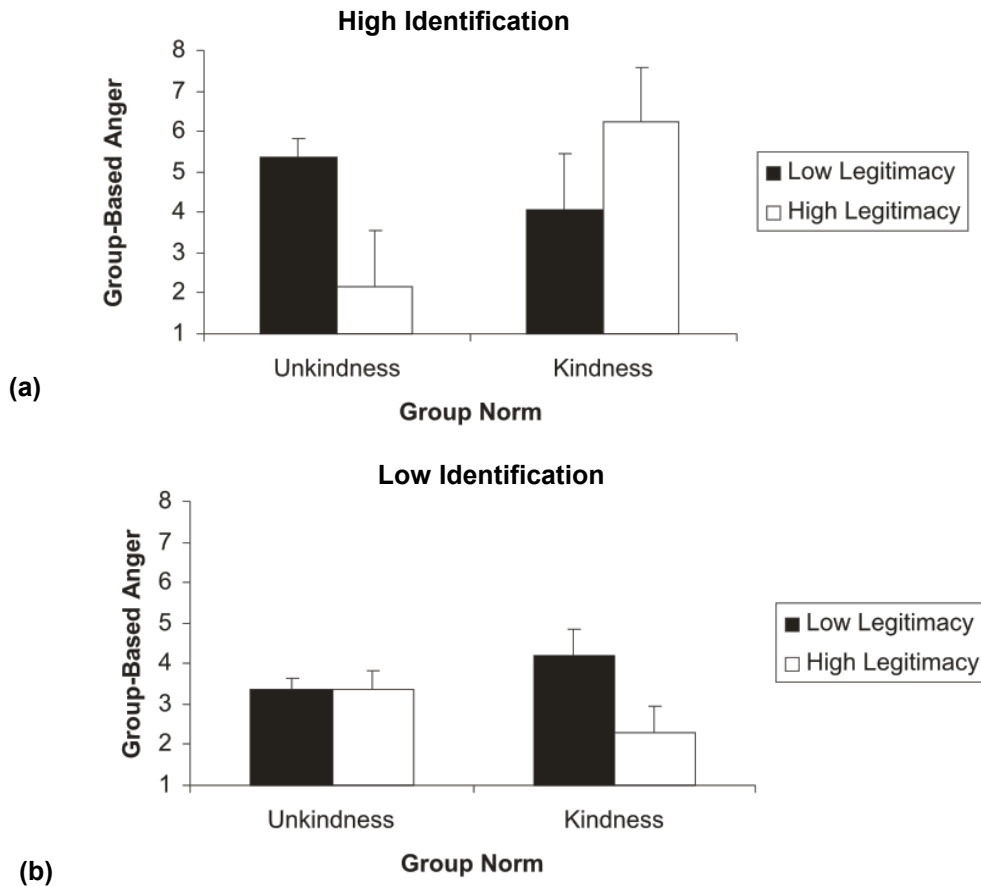 High Identification
8
7
6
5
4
3
2
1
Group-Based Anger
Low Legitimacy
High Legitimacy
Unkindness Kindness
(a)
Group Norm
Low Identification
8
7
6
5
4
3
2
1
Group-Based Anger
Low Legitimacy
High Legitimacy
Unkindness Kindness
Group Norm
(b)